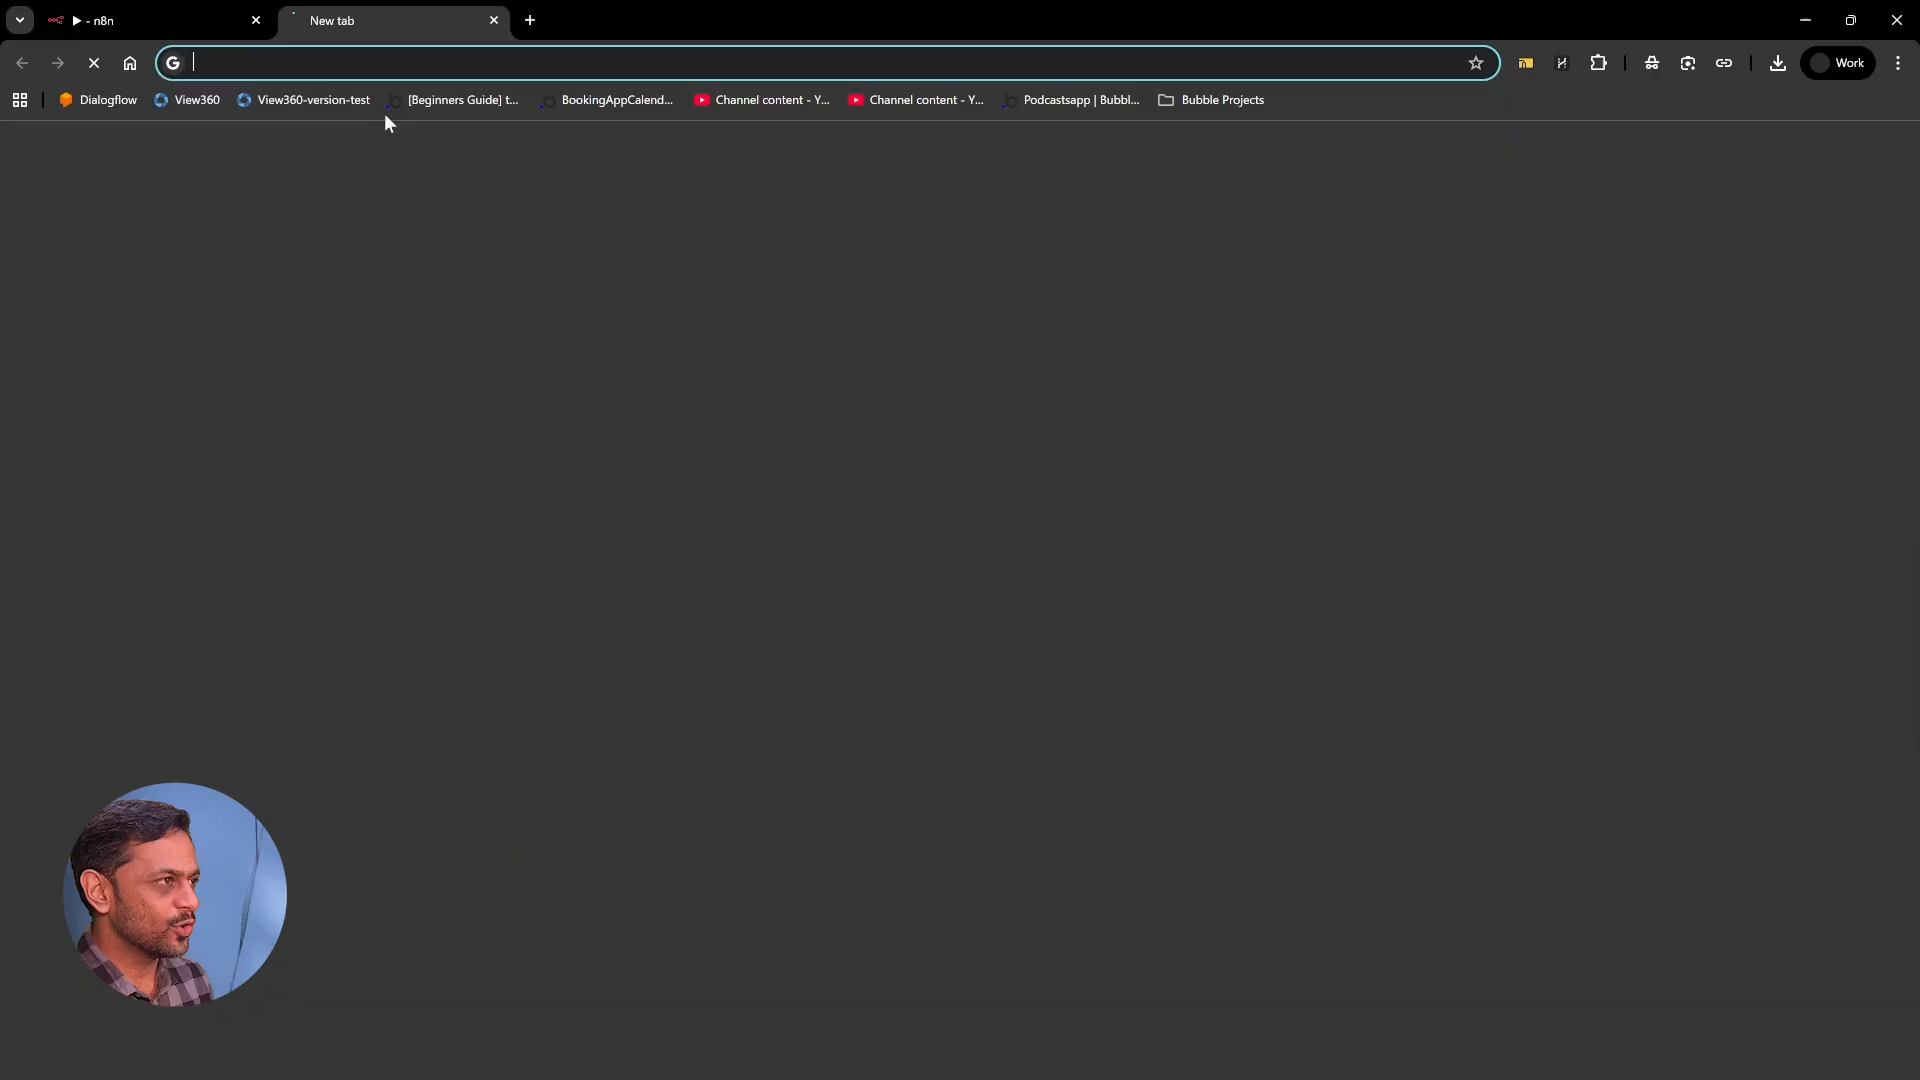 ▶ - n8n
New tab
Work
Dialogflow
View360
View360-version-test
[Beginners Guide] t...
BookingAppCalend...
Channel content - Y...
Channel content - Y...
Podcastsapp | Bubbl...
Bubble Projects